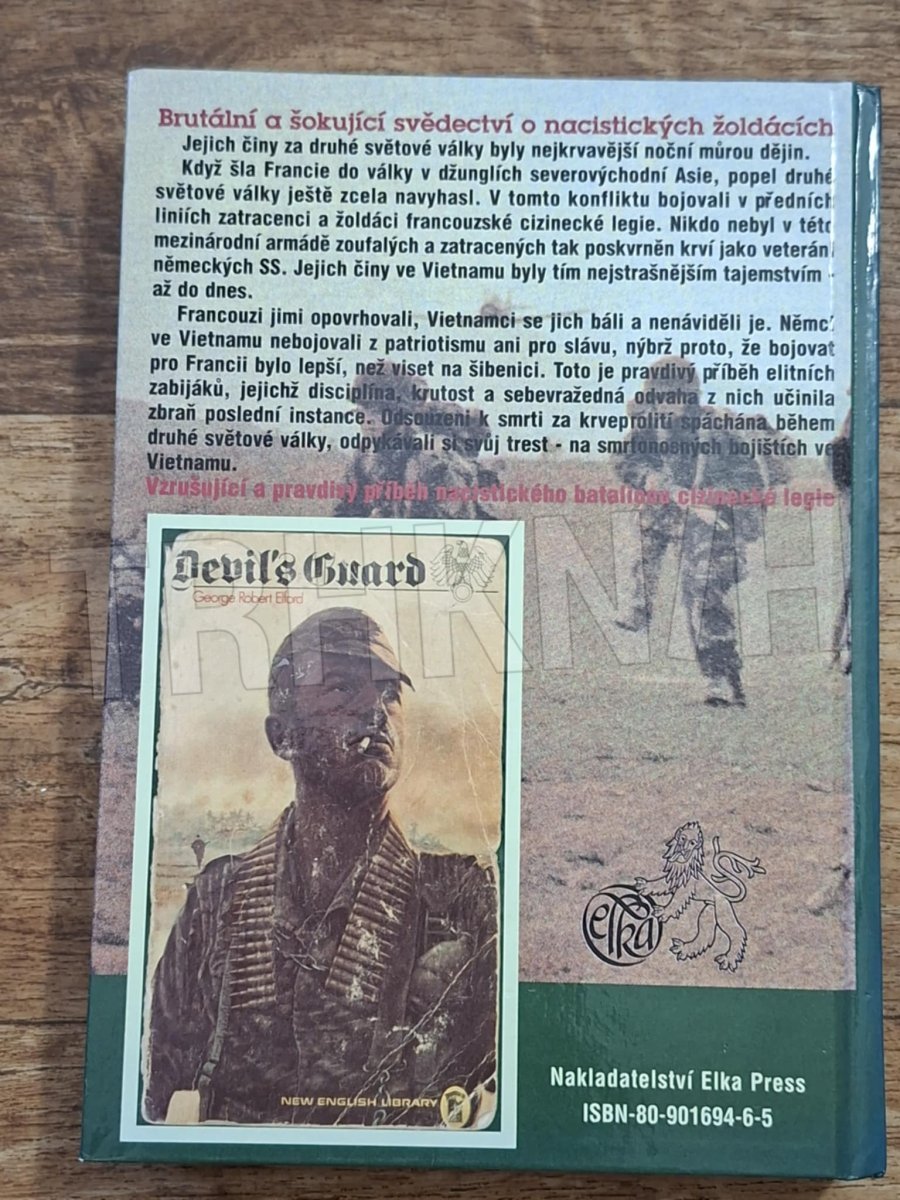 Brutální a šokující svědectví o nacistických žoldácích
Jejich činy za druhé světové války byly nejkrvavější noční můrou dějin.
Když šla Francie do války v džunglích severovýchodní Asie, popel druhé
světové války ještě zcela navyhasl. V tomto konfliktu bojovali v předních
liniích zatracenci a žoldáci francouzské cizinecké legie. Nikdo nebyl v této
mezinárodní armádě zoufalých a zatracených tak poskvrněn krví jako veteráni
německých SS. Jejich činy ve Vietnamu byly tím nejstrašnějším tajemstvím -
až do dnes.
Francouzi jimi opovrhovali, Vietnamci se jich báli a nenáviděli je. Němci
ve Vietnamu nebojovali z patriotismu ani pro slávu, nýbrž proto, že bojovat
pro Francii bylo lepší, než viset na šibenici. Toto je pravdivý příběh elitních
zabijáků, jejichž disciplína, krutost a sebevražedná odvaha z nich učinila
zbraň poslední instance. Odsouzeni k smrti za krveprolití spáchána během
druhé světové války, odpykávali si svůj trest - na smrtonosných bojištích ve
Vietnamu.
Vzrušující a pravdivý příběh nacistického batalionu cizinecké legie
TRHKNIH
Devil's Guard
George Robert Elford
NEW ENGLISH LIBRARY
elka
Nakladatelství Elka Press
ISBN-80-901694-6-5